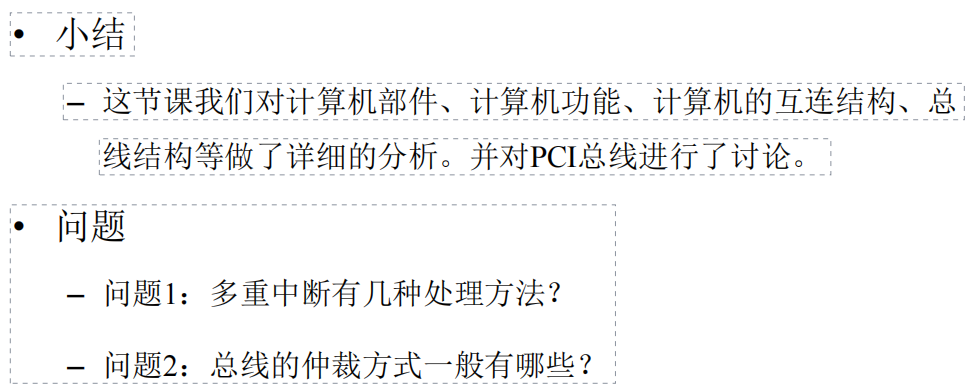 • 小结
– 这节课我们对计算机部件、计算机功能、计算机的互连结构、总
线结构等做了详细的分析。并对PCI总线进行了讨论。
• 问题
– 问题1：多重中断有几种处理方法？
– 问题2：总线的仲裁方式一般有哪些？